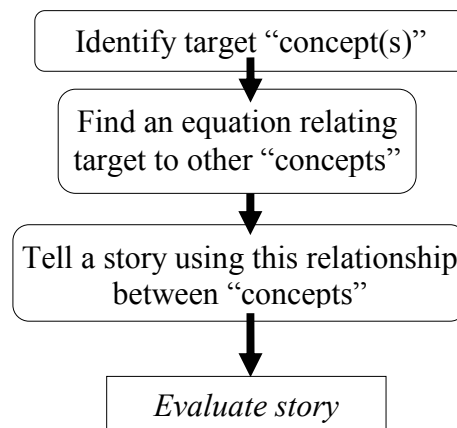 Identify target “concept(s)”
Find an equation relating
target to other “concepts”
Tell a story using this relationship
between “concepts”
Evaluate story